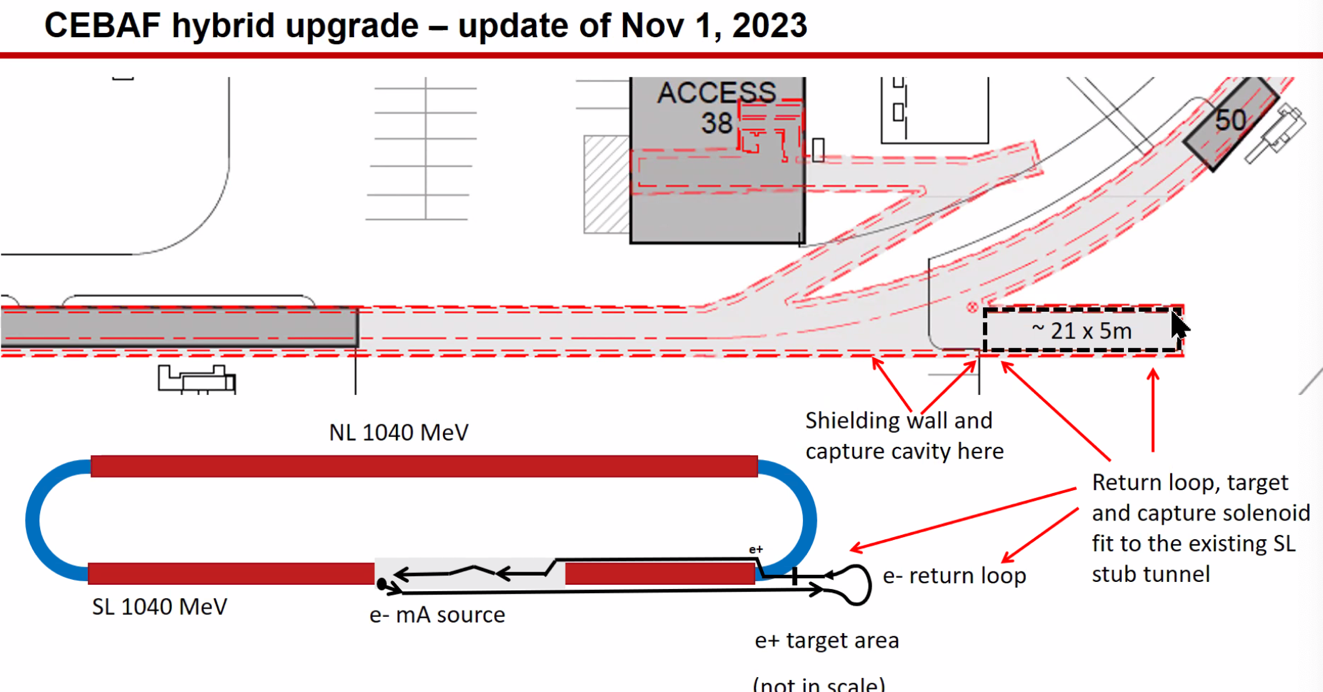 CEBAF hybrid upgrade – update of Nov 1, 2023
ACCESS
38
50
~ 21 x 5m
Shielding wall and
capture cavity here
NL 1040 MeV
Return loop, target
and capture solenoid
fit to the existing SL
stub tunnel
e+
e- return loop
SL 1040 MeV
e- mA source
e+ target area
(not in scale)